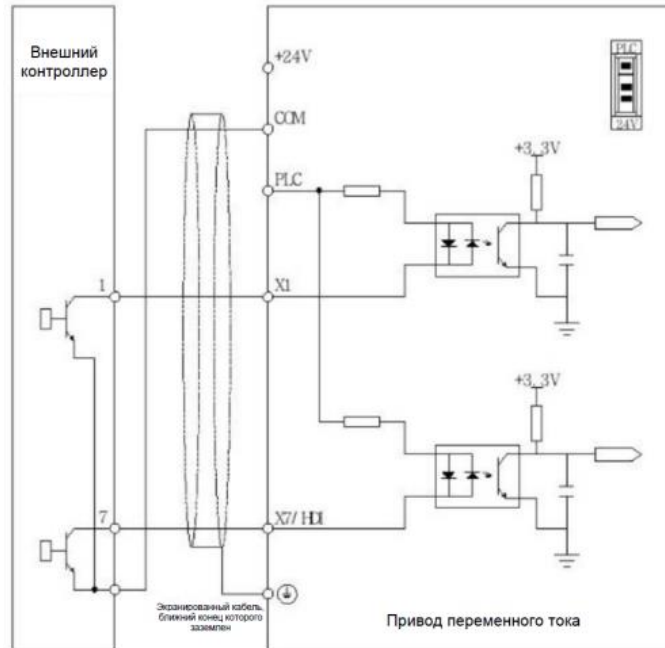 Внешний
контроллер
+24V
PLC
24V
COM
+3.3V
PLC
1
X1
+3.3V
7
X7/HDI
Экранированный кабель,
ближний конец которого
заземлен
Привод переменного тока